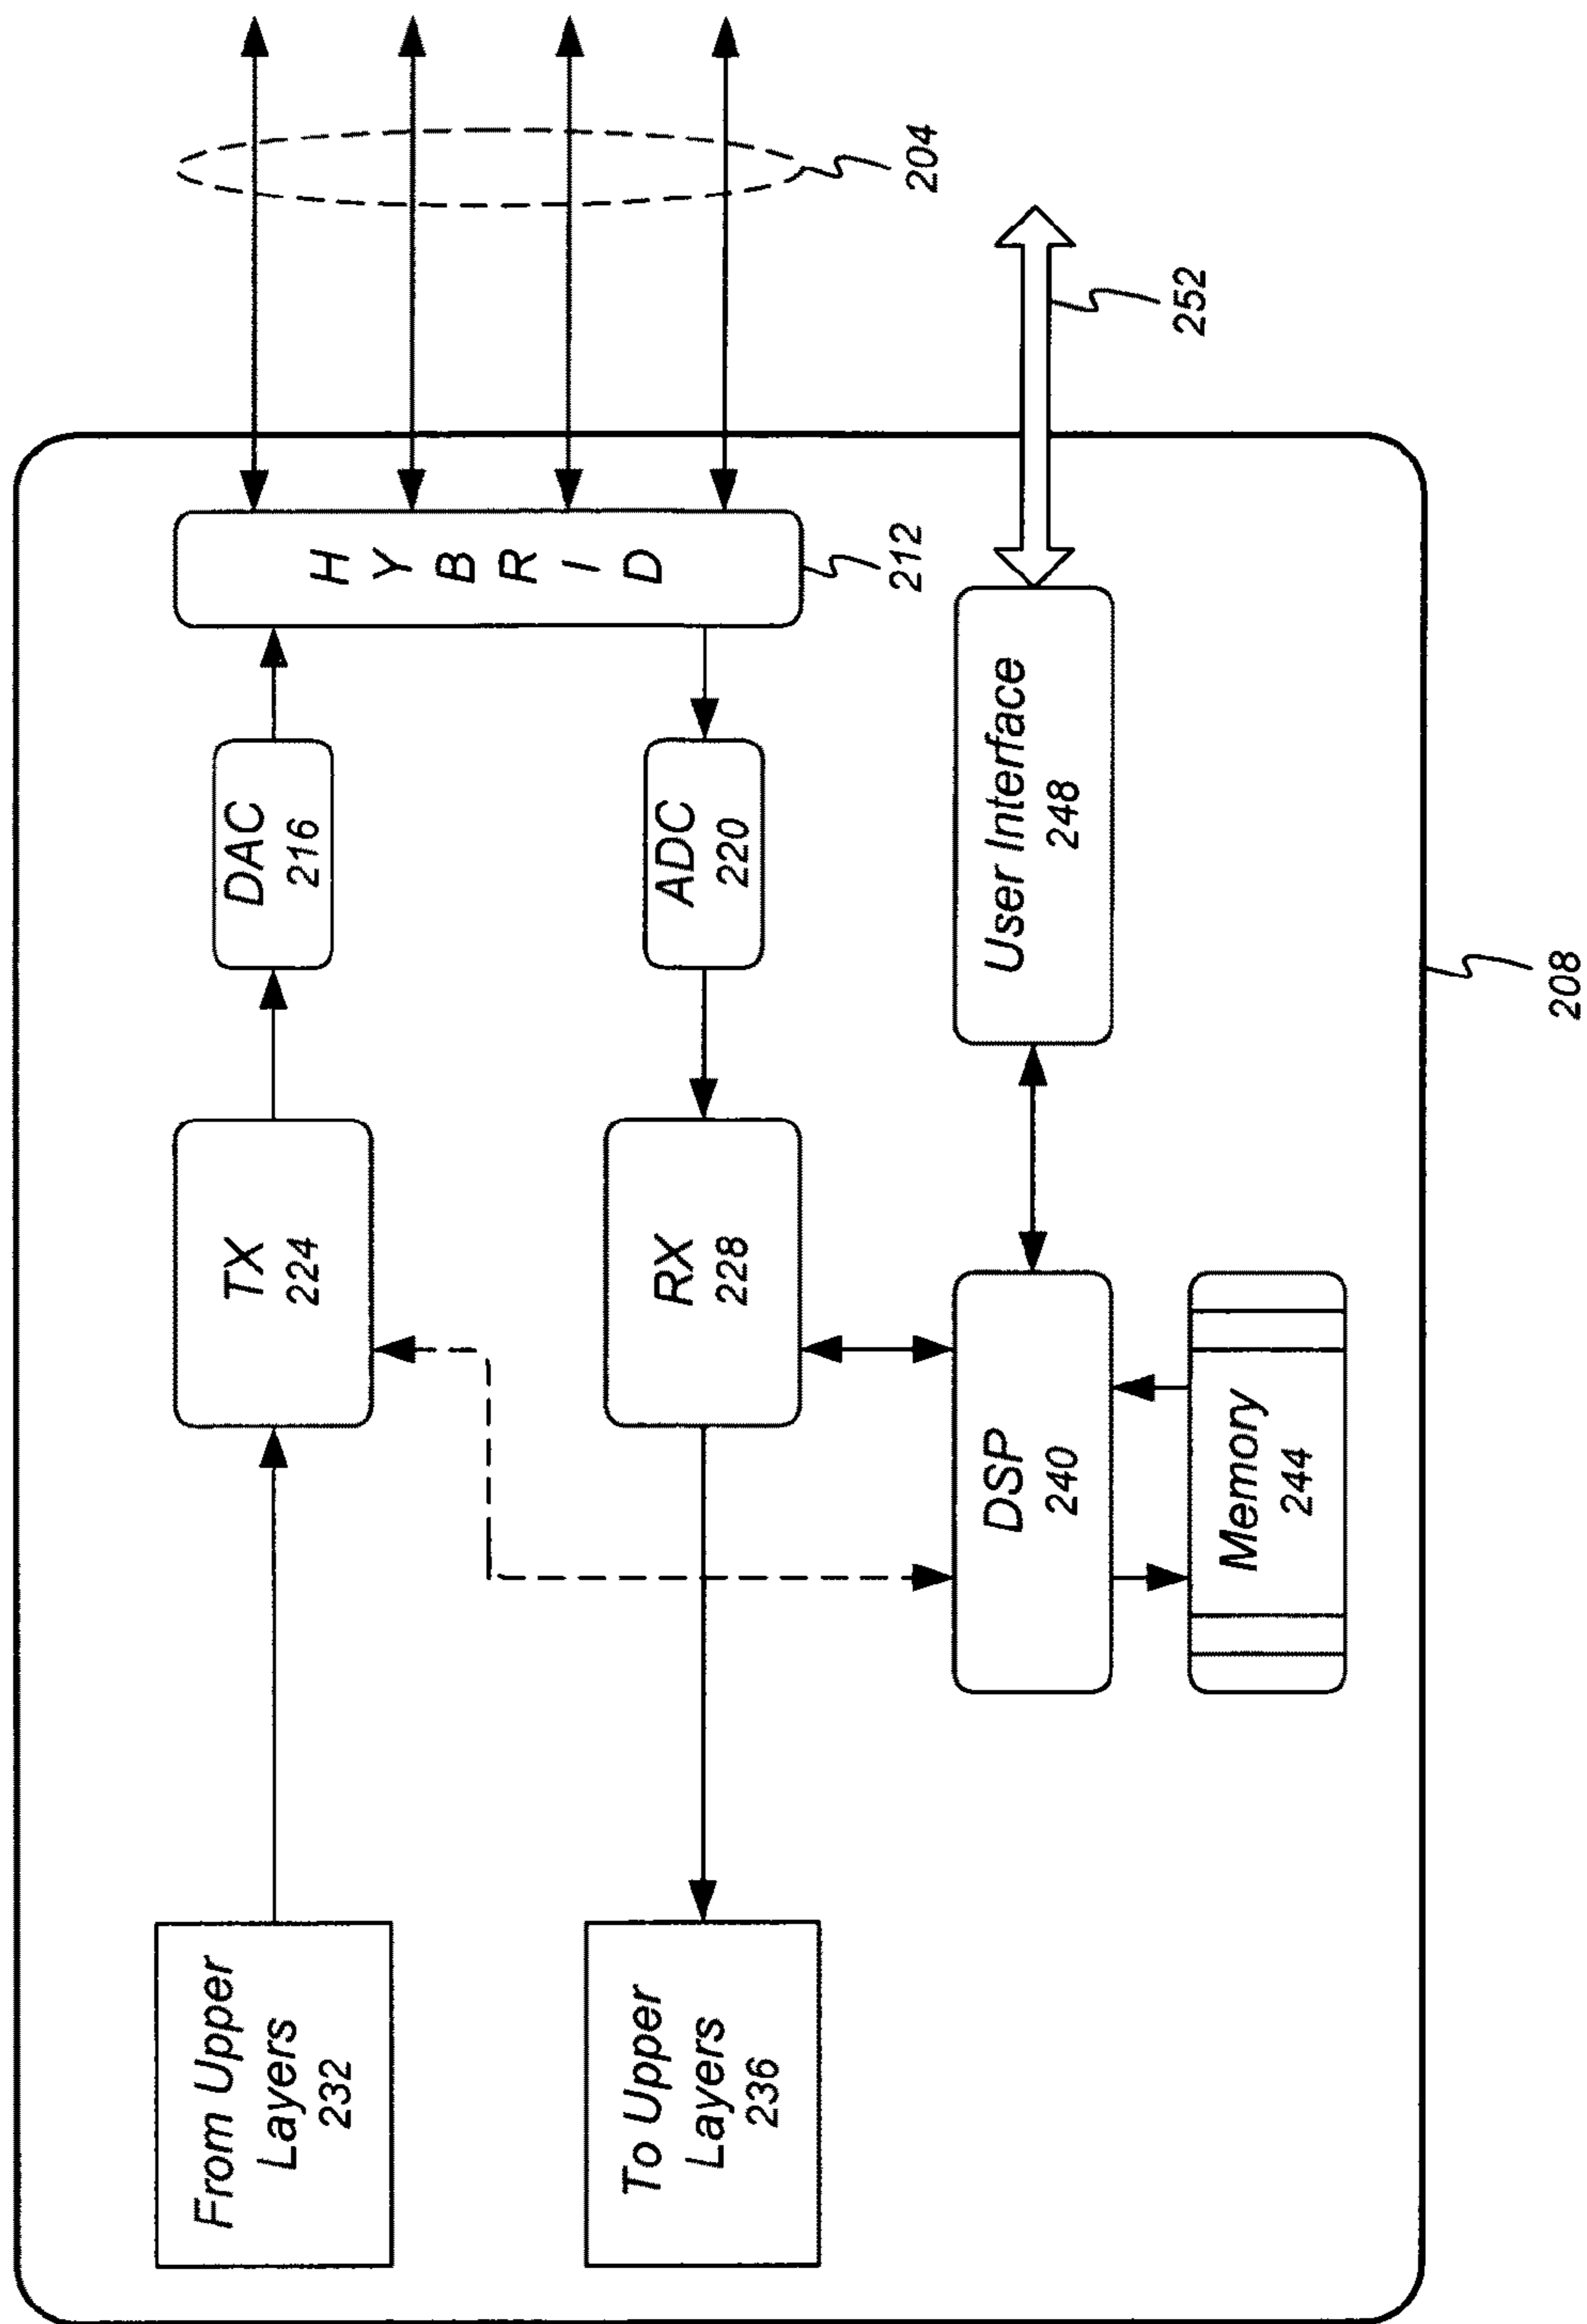 From Upper
Layers
232
TX
224
DAC
216
HYBRID
212
204
To Upper
Layers
236
RX
228
ADC
220
DSP
240
User Interface
248
252
Memory
244
208